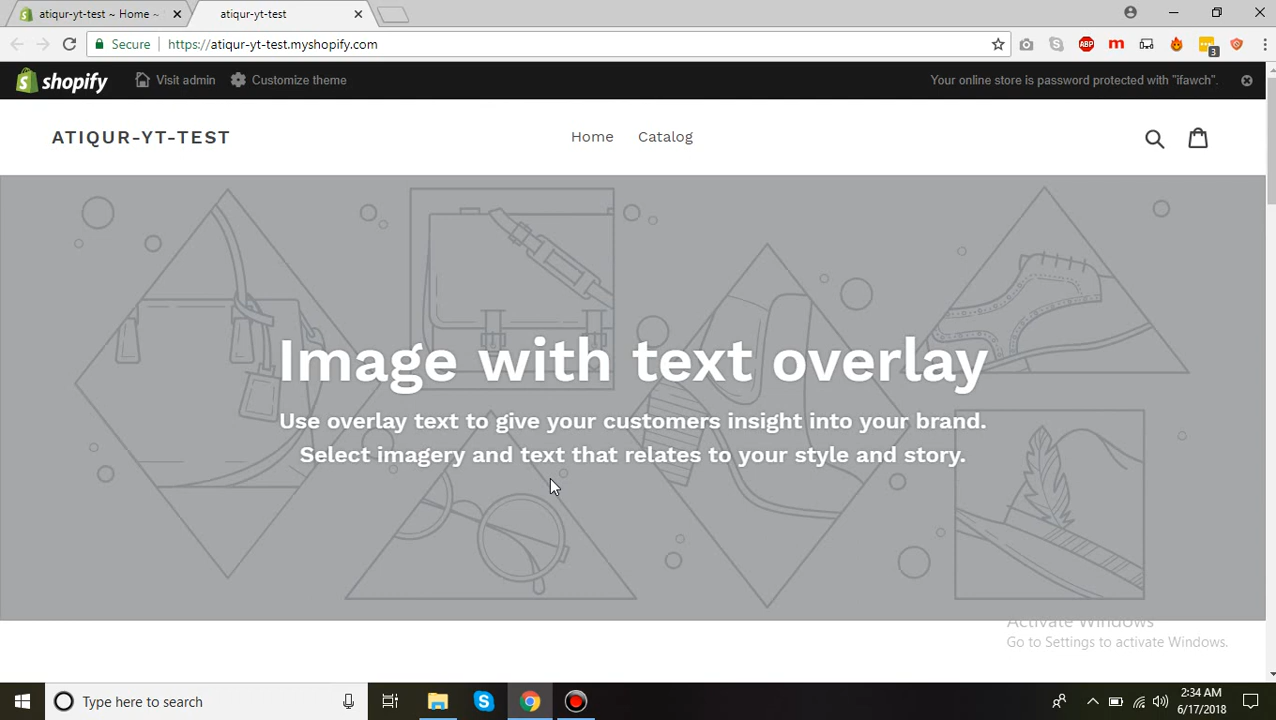 atiqur-yt-test ~ Home ~
atiqur-yt-test
Secure
https://atiqur-yt-test.myshopify.com
ABP
m
3
shopify
Visit admin
Customize theme
Your online store is password protected with "ifawch".
ATIQUR-YT-TEST
Home
Catalog
Image with text overlay
Use overlay text to give your customers insight into your brand.
Select imagery and text that relates to your style and story.
Activate Windows
Go to Settings to activate Windows.
Type here to search
2:34 AM
6/17/2018